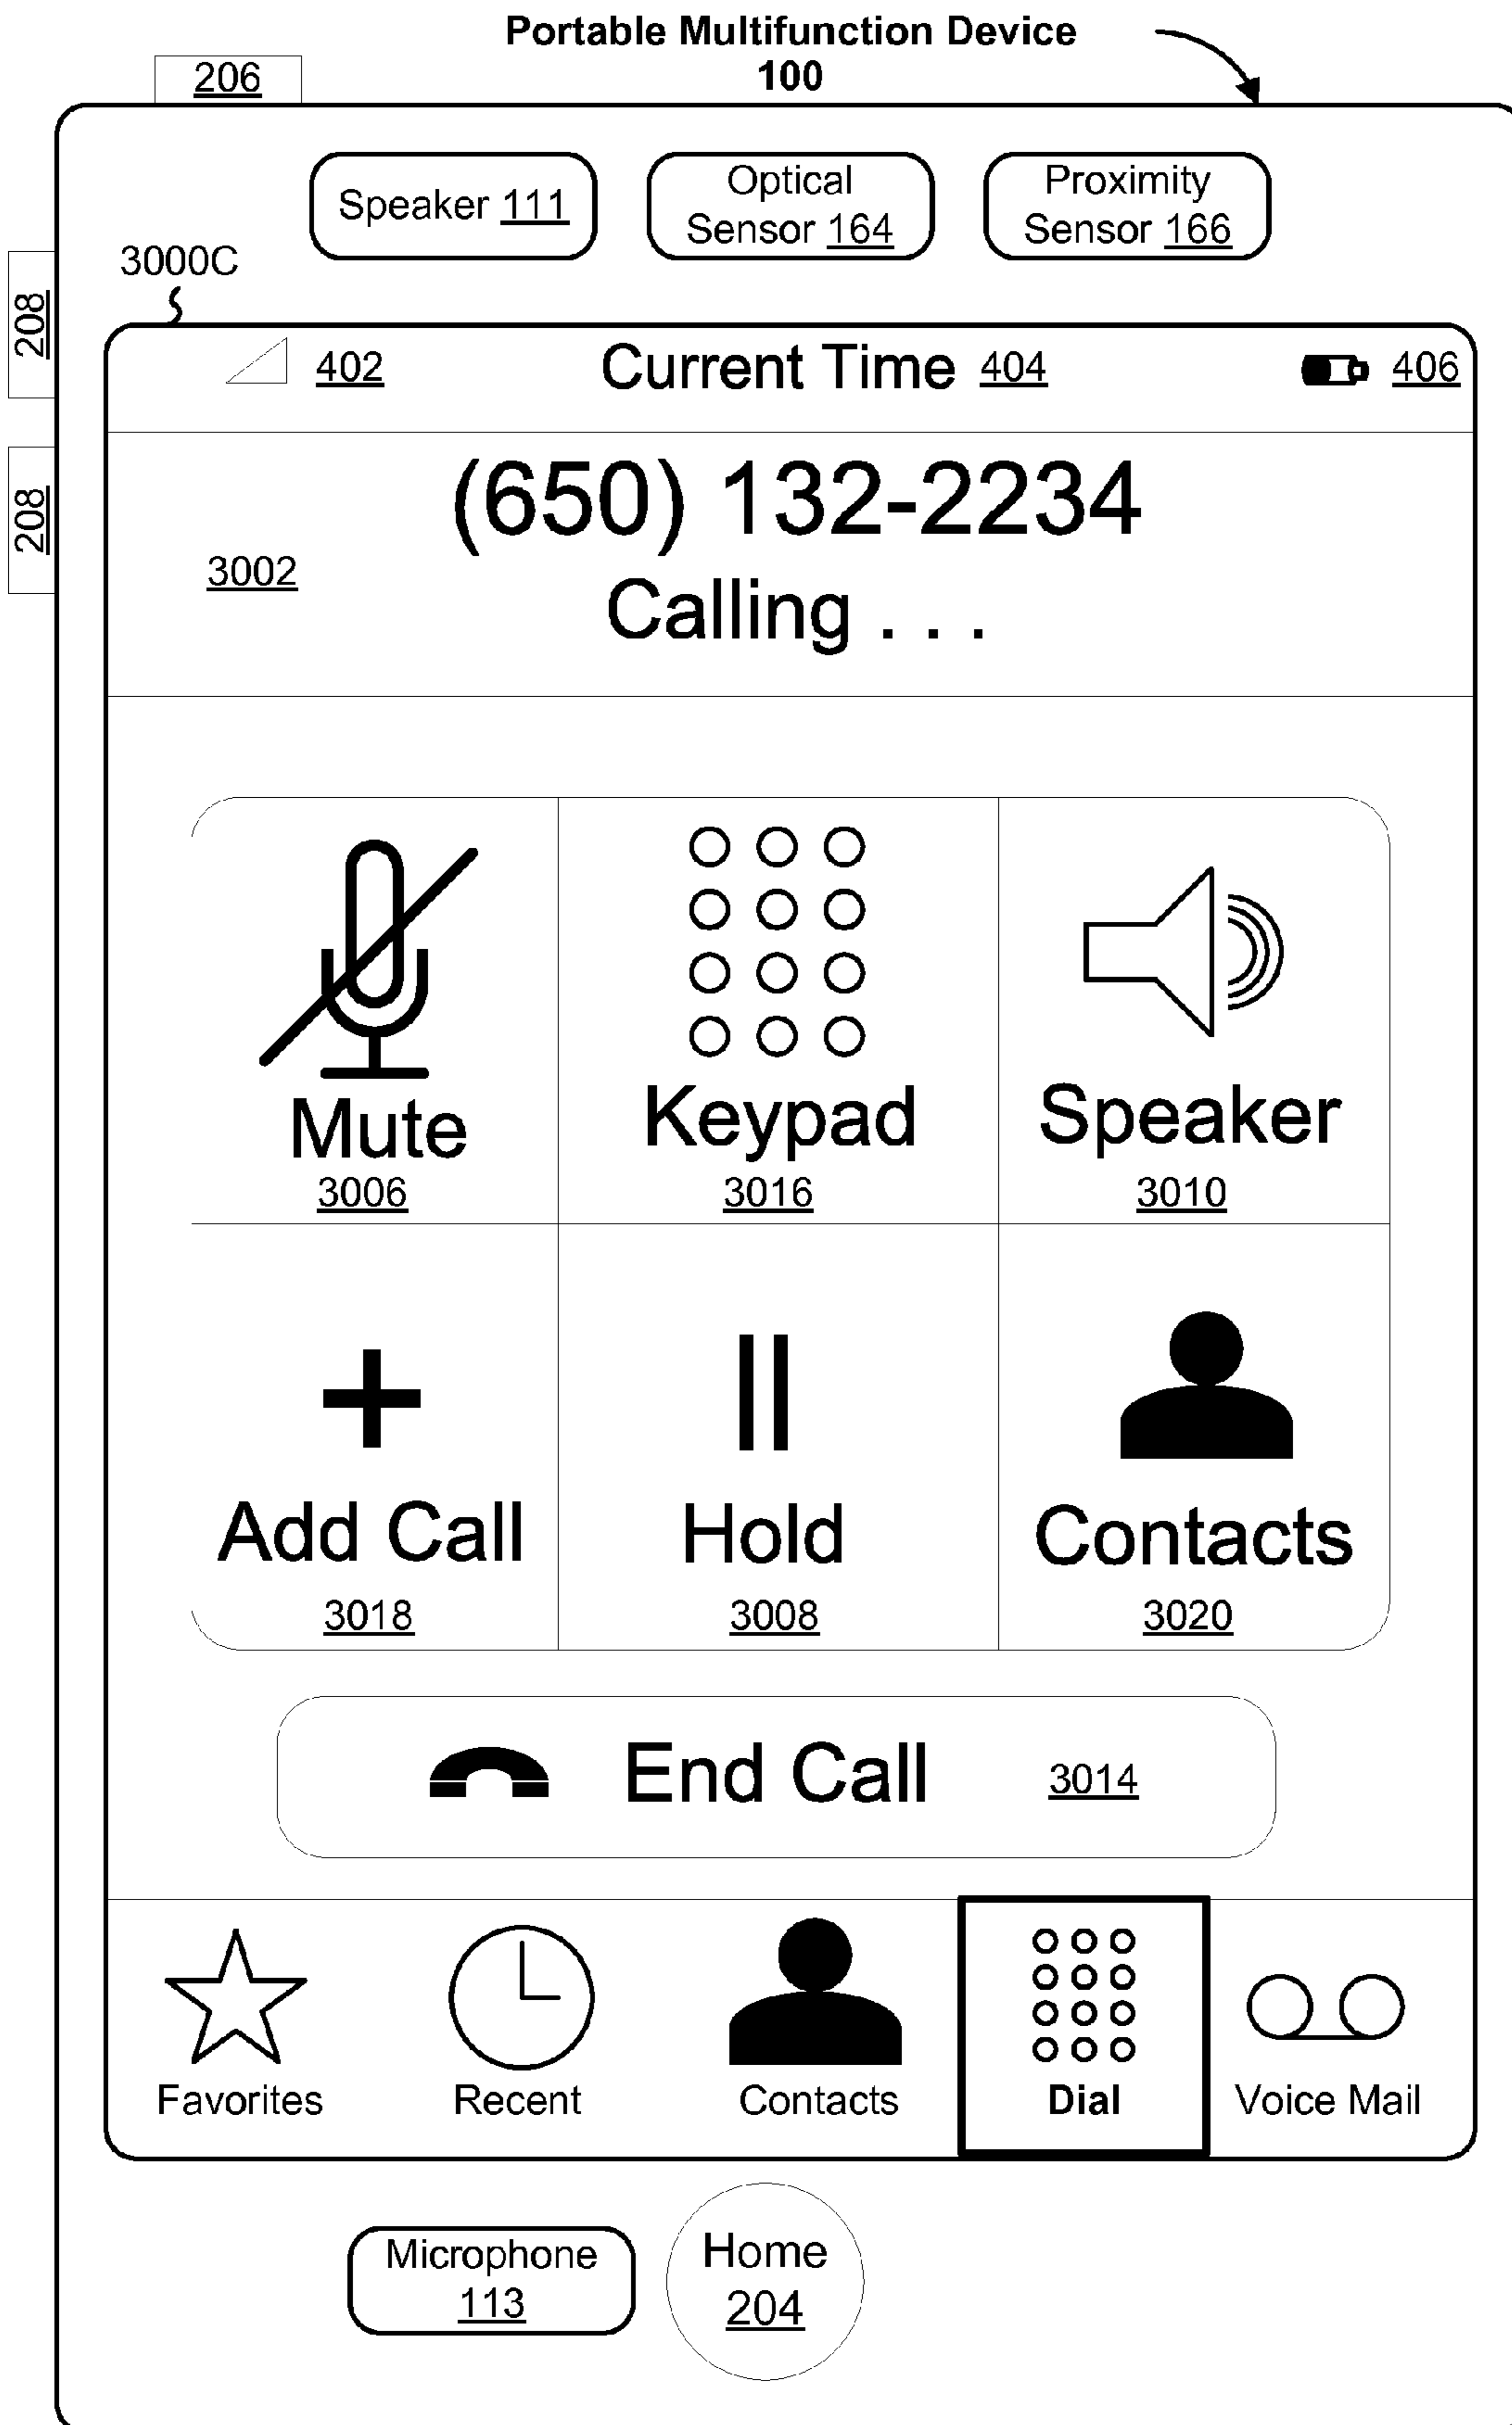 Portable Multifunction Device
100
206
Speaker 111
Optical
Sensor 164
Proximity
Sensor 166
3000C
208
208
402
Current Time 404
406
(650) 132-2234
3002
Calling . . .
Mute
3006
Keypad
3016
Speaker
3010
Add Call
3018
Hold
3008
Contacts
3020
End Call
3014
Favorites
Recent
Contacts
Dial
Voice Mail
Microphone
113
Home
204